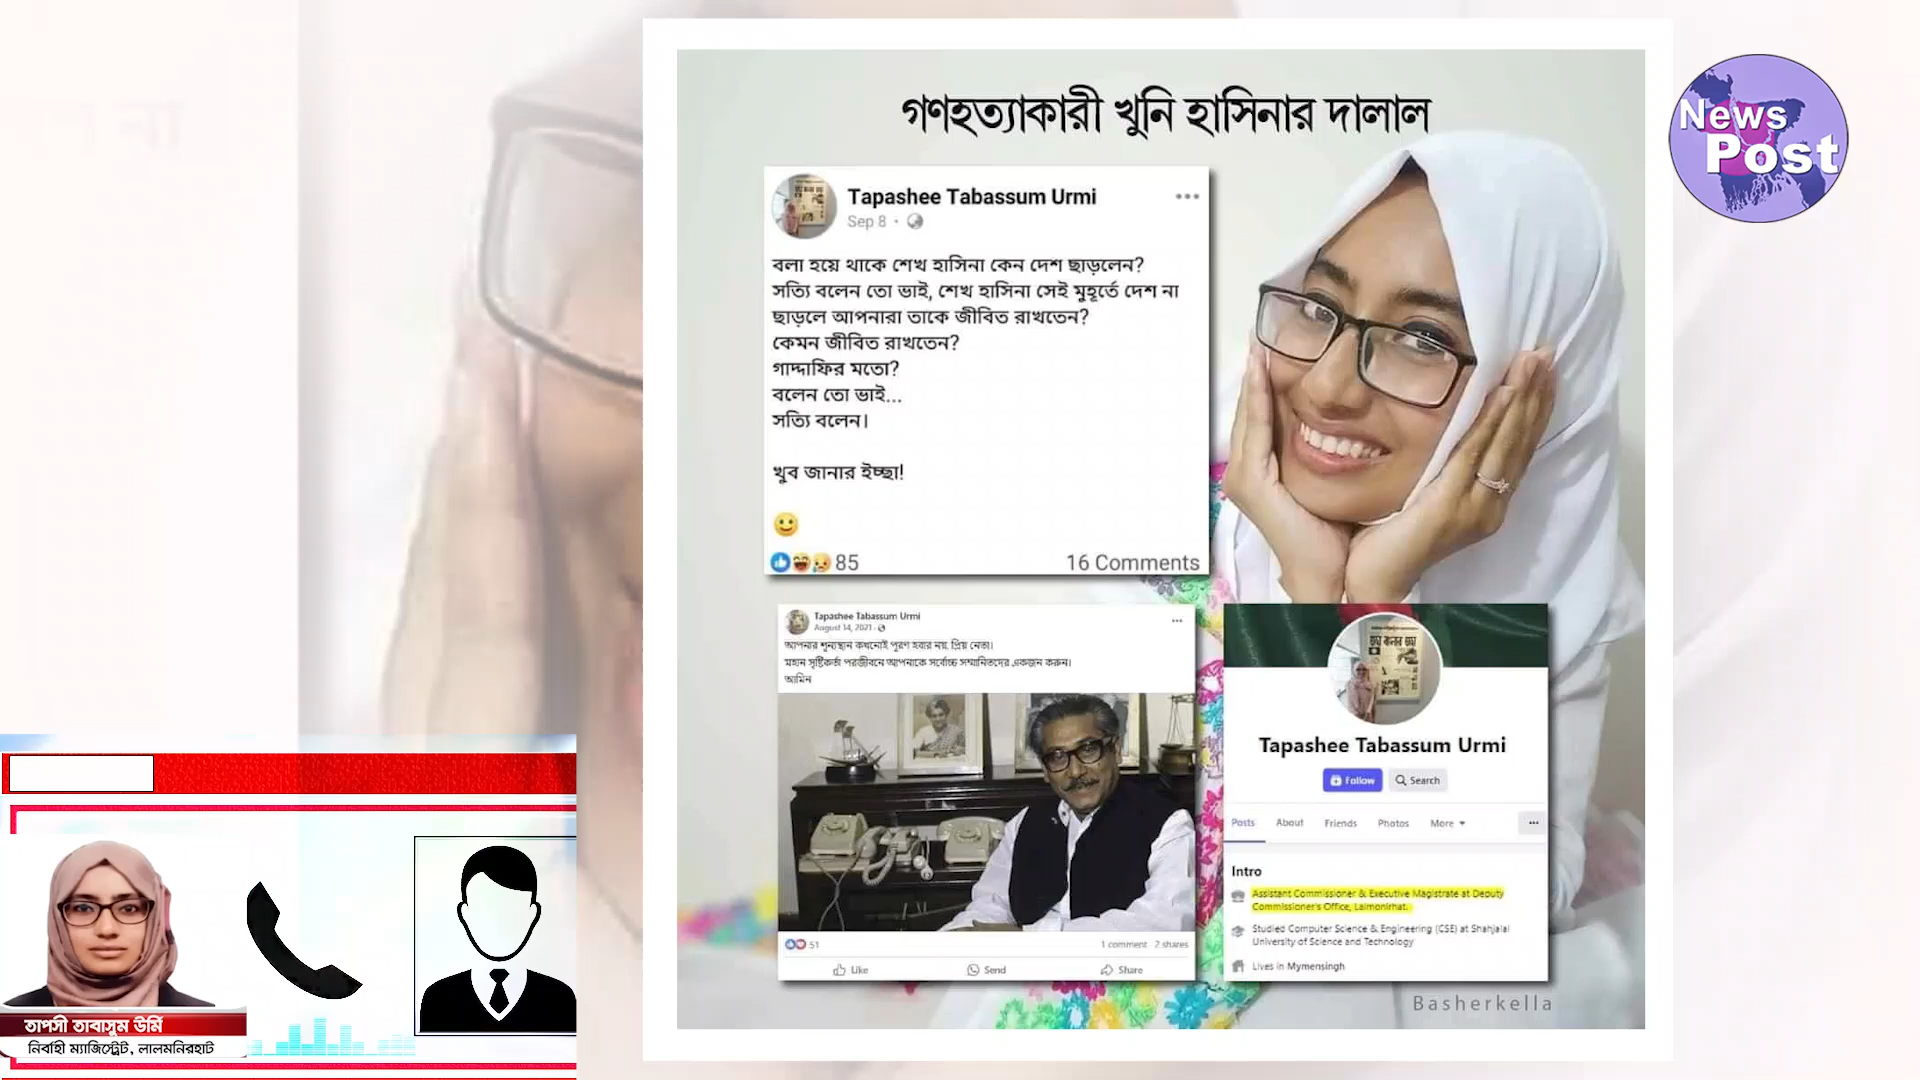 গণহত্যাকারী খুনি হাসিনার দালাল
News
Post
Tapashee Tabassum Urmi
Sep 8
বলা হয়ে থাকে শেখ হাসিনা কেন দেশ ছাড়লেন?
সত্যি বলেন তো ভাই, শেখ হাসিনা সেই মুহূর্তে দেশ না
ছাড়লে আপনারা তাকে জীবিত রাখতেন?
কেমন জীবিত রাখতেন?
গাদ্দাফির মতো?
বলেন তো ভাই...
সত্যি বলেন।
খুব জানার ইচ্ছা!
85 16 Comments
Tapashee Tabassum Urmi
August 14, 2021
আপনার শূন্যস্থান কখনোই পূরণ হবার নয়, প্রিয় নেতা।
মহান সৃষ্টিকর্তা পরজীবনে আপনাকে সর্বোচ্চ সম্মানিতদের একজন করুন।
আমিন
51 1 comment 2 shares
Like Send Share
Tapashee Tabassum Urmi
Follow Search
Posts About Friends Photos More
Intro
Assistant Commissioner & Executive Magistrate at Deputy
Commissioner's Office, Lalmonirhat.
Studied Computer Science & Engineering (CSE) at Shahjalal
University of Science and Technology
Lives in Mymensingh
Basherkella
তাপসী তাবাসুম উর্মি
নির্বাহী ম্যাজিস্ট্রেট, লালমনিরহাট